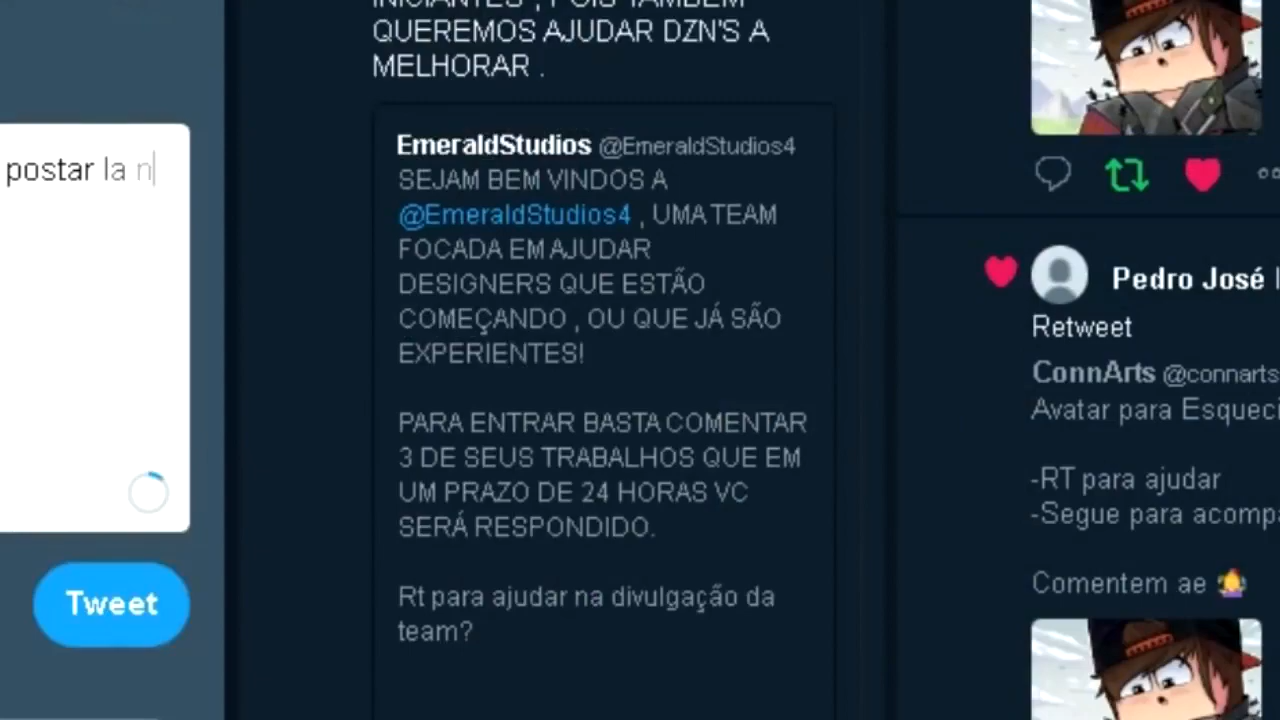 INICIANTES , POIS TAMBÉM
QUEREMOS AJUDAR DZN'S A
MELHORAR .
postar la n
EmeraldStudios @EmeraldStudios4
SEJAM BEM VINDOS A
@EmeraldStudios4 , UMA TEAM
FOCADA EM AJUDAR
DESIGNERS QUE ESTÃO
COMEÇANDO , OU QUE JÁ SÃO
EXPERIENTES!
PARA ENTRAR BASTA COMENTAR
3 DE SEUS TRABALHOS QUE EM
UM PRAZO DE 24 HORAS VC
SERÁ RESPONDIDO.
Rt para ajudar na divulgação da
team?
Tweet
Pedro José
Retweet
ConnArts @connarts
Avatar para Esqueci
-RT para ajudar
-Segue para acompa
Comentem ae